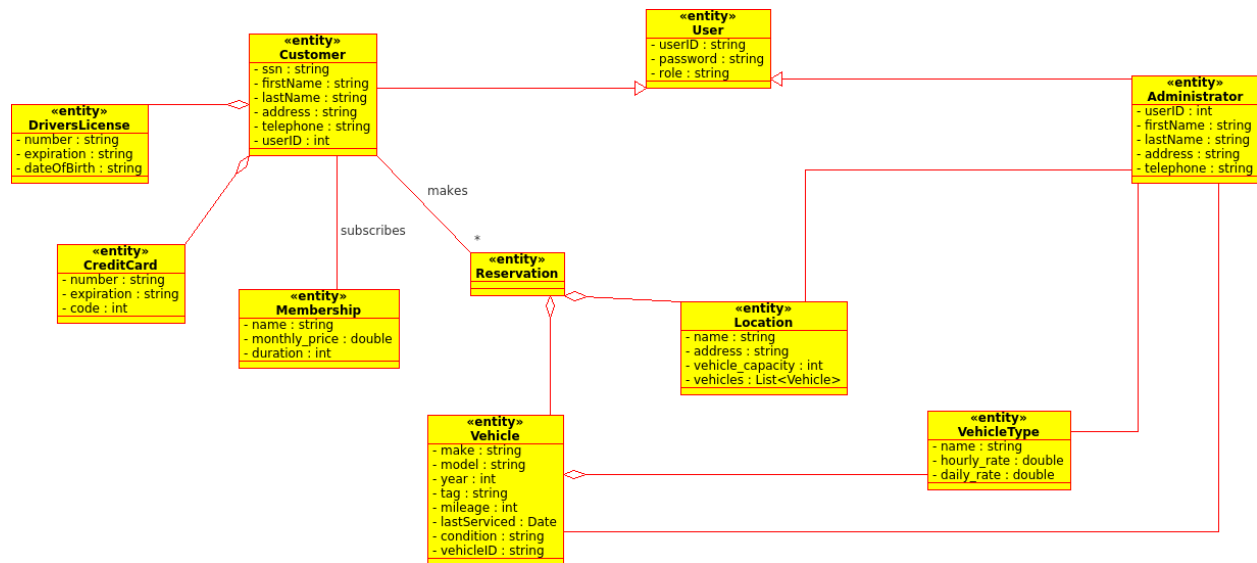 «entity»
User
- userID : string
- password : string
- role : string
«entity»
Customer
- ssn : string
- firstName : string
- lastName : string
- address : string
- telephone : string
- userID : int
«entity»
Administrator
- userID : int
- firstName : string
- lastName : string
- address : string
- telephone : string
«entity»
DriversLicense
- number : string
- expiration : string
- dateOfBirth : string
makes
subscribes
*
«entity»
CreditCard
- number : string
- expiration : string
- code : int
«entity»
Reservation
«entity»
Membership
- name : string
- monthly_price : double
- duration : int
«entity»
Location
- name : string
- address : string
- vehicle_capacity : int
- vehicles : List<Vehicle>
«entity»
Vehicle
- make : string
- model : string
- year : int
- tag : string
- mileage : int
- lastServiced : Date
- condition : string
- vehicleID : string
«entity»
VehicleType
- name : string
- hourly_rate : double
- daily_rate : double